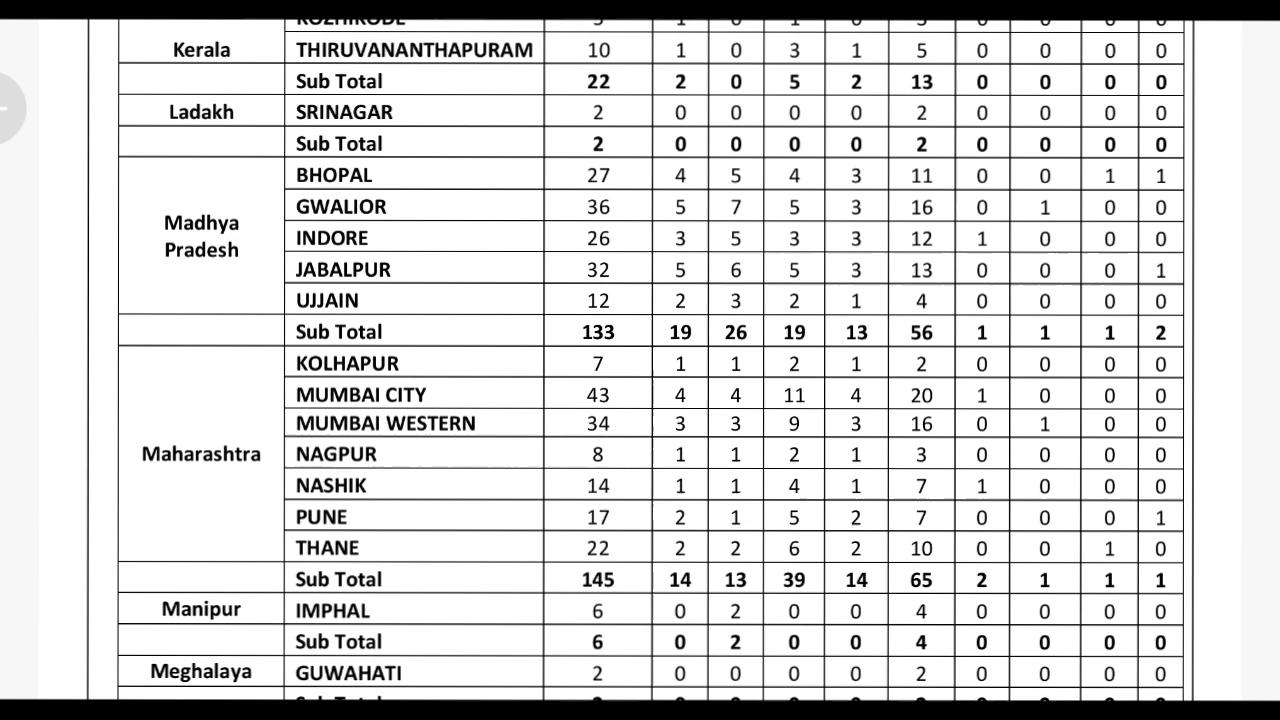 KOZHIKODE 5 1 0 1 0 3 0 0 0 0
Kerala THIRUVANANTHAPURAM 10 1 0 3 1 5 0 0 0 0
Sub Total 22 2 0 5 2 13 0 0 0 0
Ladakh SRINAGAR 2 0 0 0 0 2 0 0 0 0
Sub Total 2 0 0 0 0 2 0 0 0 0
BHOPAL 27 4 5 4 3 11 0 0 1 1
Madhya Pradesh GWALIOR 36 5 7 5 3 16 0 1 0 0
INDORE 26 3 5 3 3 12 1 0 0 0
JABALPUR 32 5 6 5 3 13 0 0 0 1
UJJAIN 12 2 3 2 1 4 0 0 0 0
Sub Total 133 19 26 19 13 56 1 1 1 2
KOLHAPUR 7 1 1 2 1 2 0 0 0 0
MUMBAI CITY 43 4 4 11 4 20 1 0 0 0
MUMBAI WESTERN 34 3 3 9 3 16 0 1 0 0
Maharashtra NAGPUR 8 1 1 2 1 3 0 0 0 0
NASHIK 14 1 1 4 1 7 1 0 0 0
PUNE 17 2 1 5 2 7 0 0 0 1
THANE 22 2 2 6 2 10 0 0 1 0
Sub Total 145 14 13 39 14 65 2 1 1 1
Manipur IMPHAL 6 0 2 0 0 4 0 0 0 0
Sub Total 6 0 2 0 0 4 0 0 0 0
Meghalaya GUWAHATI 2 0 0 0 0 2 0 0 0 0
Sub Total